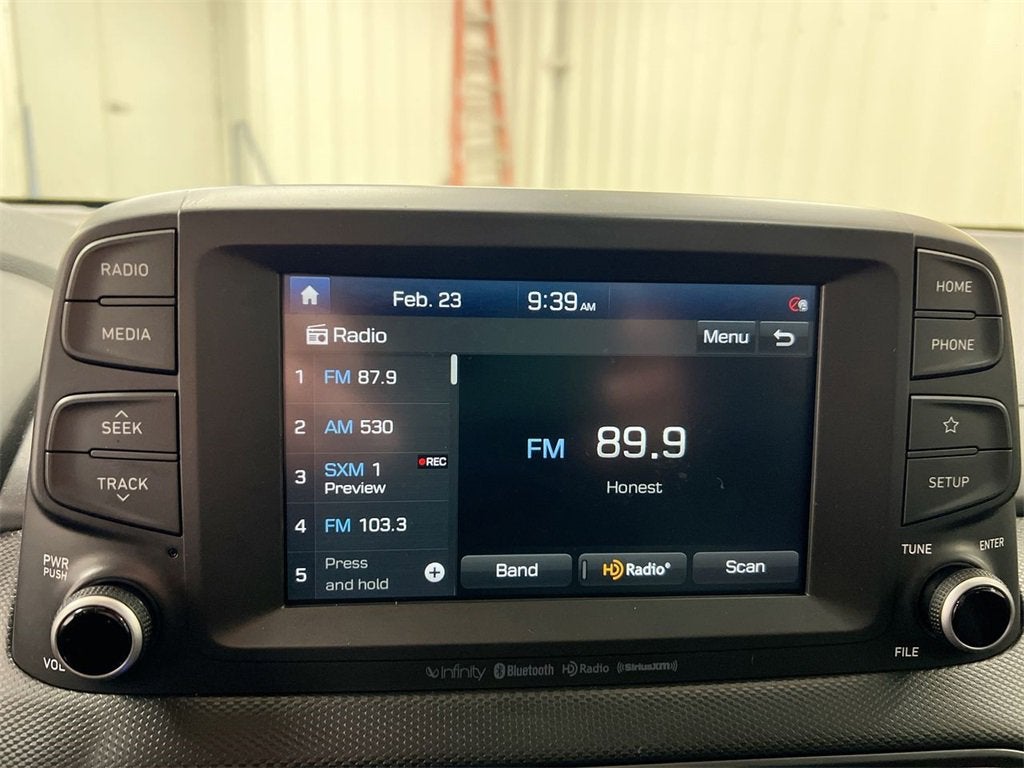 RADIO
MEDIA
SEEK
TRACK
PWR
PUSH
VOL
Feb. 23 9:39 AM
Radio Menu
1 FM 87.9
2 AM 530
3 SXM 1 REC
Preview
4 FM 103.3
5 Press
and hold
FM 89.9
Honest
Band HD Radio® Scan
HOME
PHONE
SETUP
TUNE ENTER
FILE
infinity Bluetooth HD Radio ((SiriusXM))